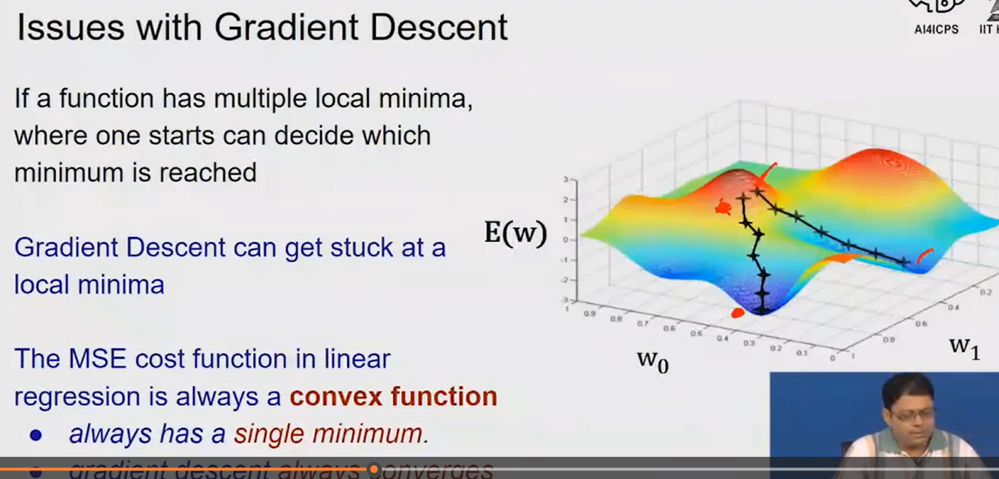 Issues with Gradient Descent
AI4ICPS IIT
If a function has multiple local minima,
where one starts can decide which
minimum is reached
Gradient Descent can get stuck at a
local minima
The MSE cost function in linear
regression is always a convex function
● always has a single minimum.
● gradient descent always converges
E(w)
3
2
1
0
-1
-2
-3
1
0.9
0.8
0.7
0.6
0.5
0.4
0.3
0.2
0.1
0
1
0.8
0.6
0.4
0.2
w0
w1